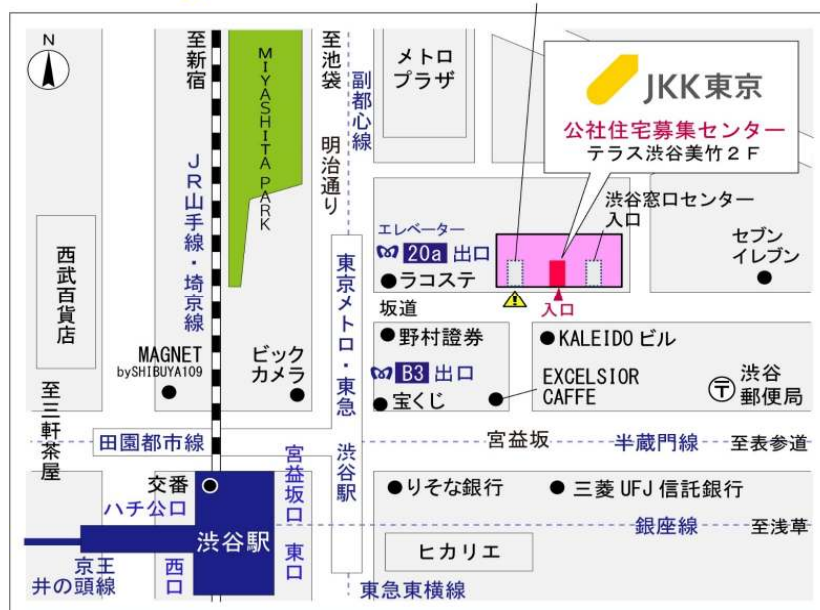 N
至新宿
MIYASHITA PARK
至池袋
副都心線
明治通り
メトロ
プラザ
JKK東京
公社住宅募集センター
テラス渋谷美竹2F
JR山手線・埼京線
西武百貨店
エレベーター
20a 出口
ラコステ
渋谷窓口センター
入口
セブン
イレブン
入口
坂道
東京メトロ・東急
渋谷駅
野村證券
KALEIDO ビル
MAGNET
bySHIBUYA109
ビック
カメラ
B3 出口
宝くじ
EXCELSIOR
CAFFE
〒
渋谷
郵便局
至三軒茶屋
田園都市線
宮益坂
半蔵門線
至表参道
交番
ハチ公口
宮益坂口
りそな銀行
三菱UFJ信託銀行
渋谷駅
銀座線
至浅草
京王
井の頭線
西口
東口
ヒカリエ
東急東横線